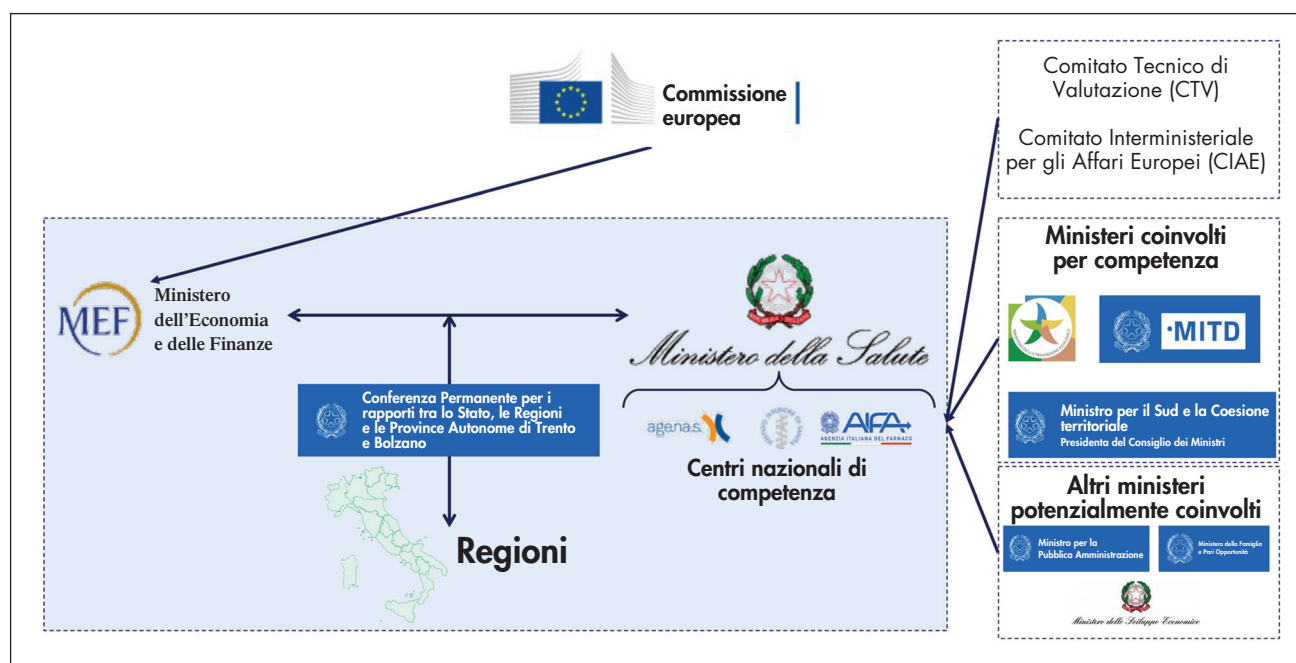 Commissione
europea
Comitato Tecnico di
Valutazione (CTV)
Comitato Interministeriale
per gli Affari Europei (CIAE)
MEF
Ministero
dell'Economia
e delle Finanze
Ministero della Salute
Conferenza Permanente per i
rapporti tra lo Stato, le Regioni
e le Province Autonome di Trento
e Bolzano
agenas
AIFA
AGENZIA ITALIANA DEL FARMACO
Centri nazionali di
competenza
Regioni
Ministeri coinvolti
per competenza
MITD
Ministro per il Sud e la Coesione
territoriale
Presidenta del Consiglio dei Ministri
Altri ministeri
potenzialmente coinvolti
Ministro per la
Pubblica Amministrazione
Ministero della Famiglia
e Pari Opportunità
Ministero dello Sviluppo Economico